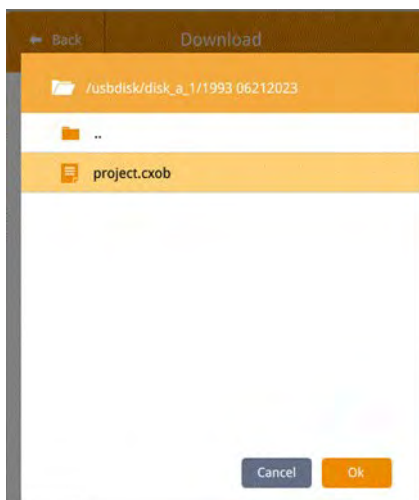 Back
Download
/usbdisk/disk_a_1/1993 06212023
..
project.cxob
Cancel
Ok